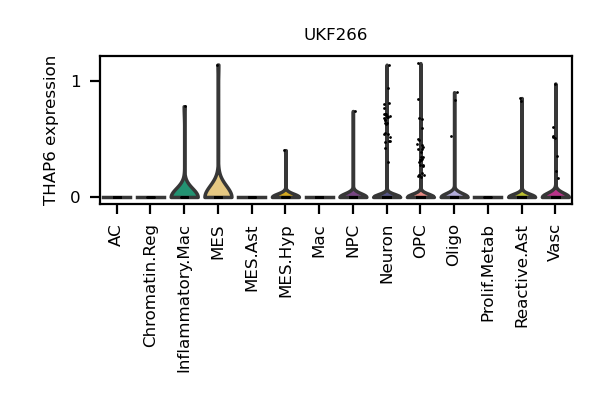 UKF266
THAP6 expression
1
0
AC
Chromatin.Reg
Inflammatory.Mac
MES
MES.Ast
MES.Hyp
Mac
NPC
Neuron
OPC
Oligo
Prolif.Metab
Reactive.Ast
Vasc